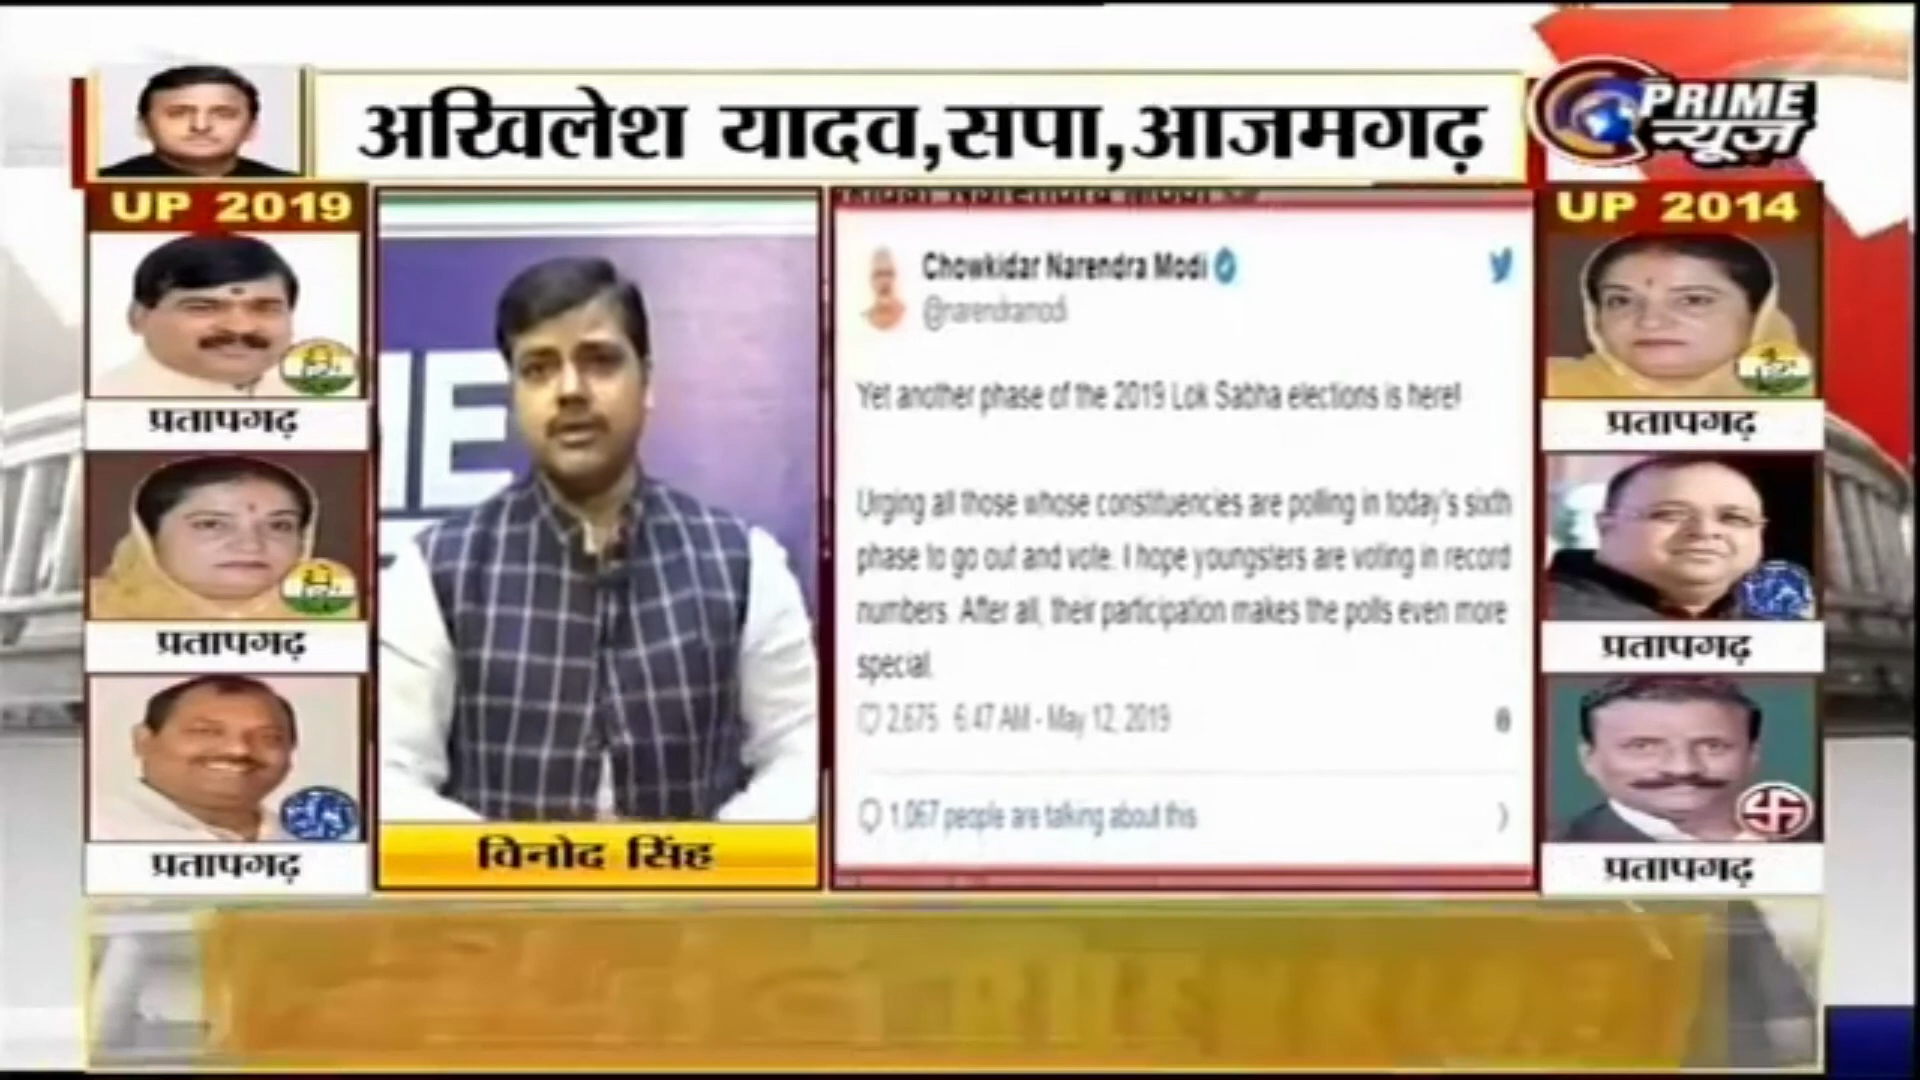 अखिलेश यादव,सपा,आजमगढ़
PRIME
न्यूज़
UP 2019
प्रतापगढ़
प्रतापगढ़
प्रतापगढ़
विनोद सिंह
Chowkidar Narendra Modi
@narendramodi
Yet another phase of the 2019 Lok Sabha elections is here!
Urging all those whose constituencies are polling in today's sixth
phase to go out and vote. I hope youngsters are voting in record
numbers. After all, their participation makes the polls even more
special.
2,675 6:47 AM - May 12, 2019
1,067 people are talking about this
UP 2014
प्रतापगढ़
प्रतापगढ़
प्रतापगढ़